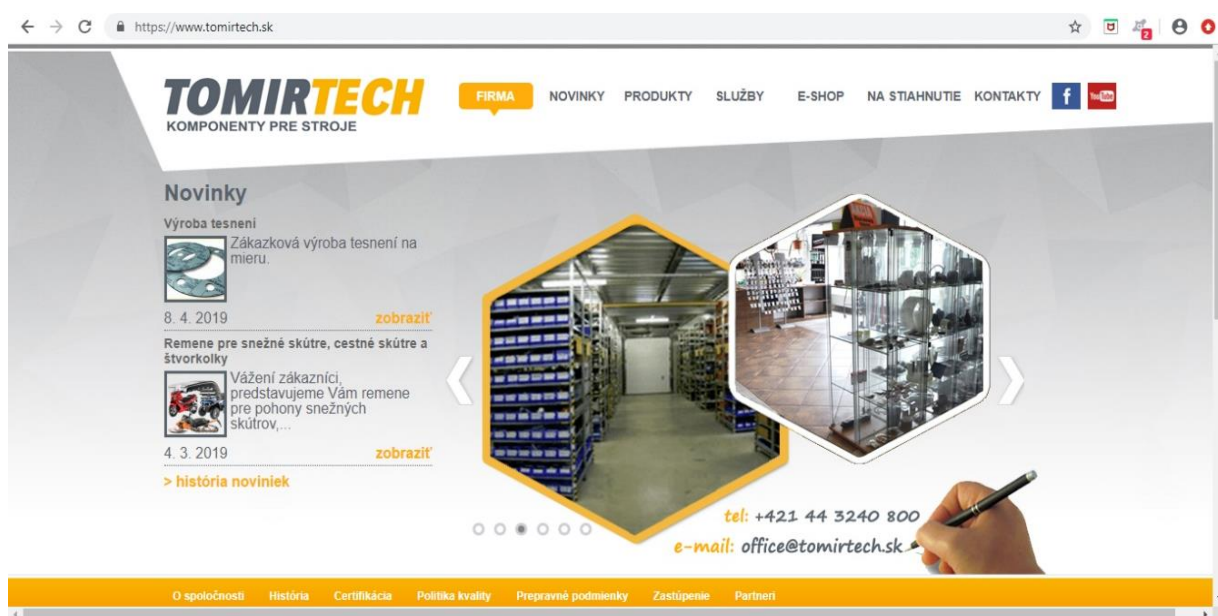 https://www.tomirtech.sk
2
TOMIRTECH
KOMPONENTY PRE STROJE
FIRMA NOVINKY PRODUKTY SLUŽBY E-SHOP NA STIAHNUTIE KONTAKTY f YouTube
Novinky
Výroba tesnení
Zákazková výroba tesnení na
mieru.
8. 4. 2019 zobraziť
Remene pre snežné skútre, cestné skútre a
štvorkolky
Vážení zákazníci,
predstavujeme Vám remene
pre pohony snežných
skútrov,...
4. 3. 2019 zobraziť
> história noviniek
tel: +421 44 3240 800
e-mail: office@tomirtech.sk
O spoločnosti História Certifikácia Politika kvality Prepravné podmienky Zastúpenie Partneri